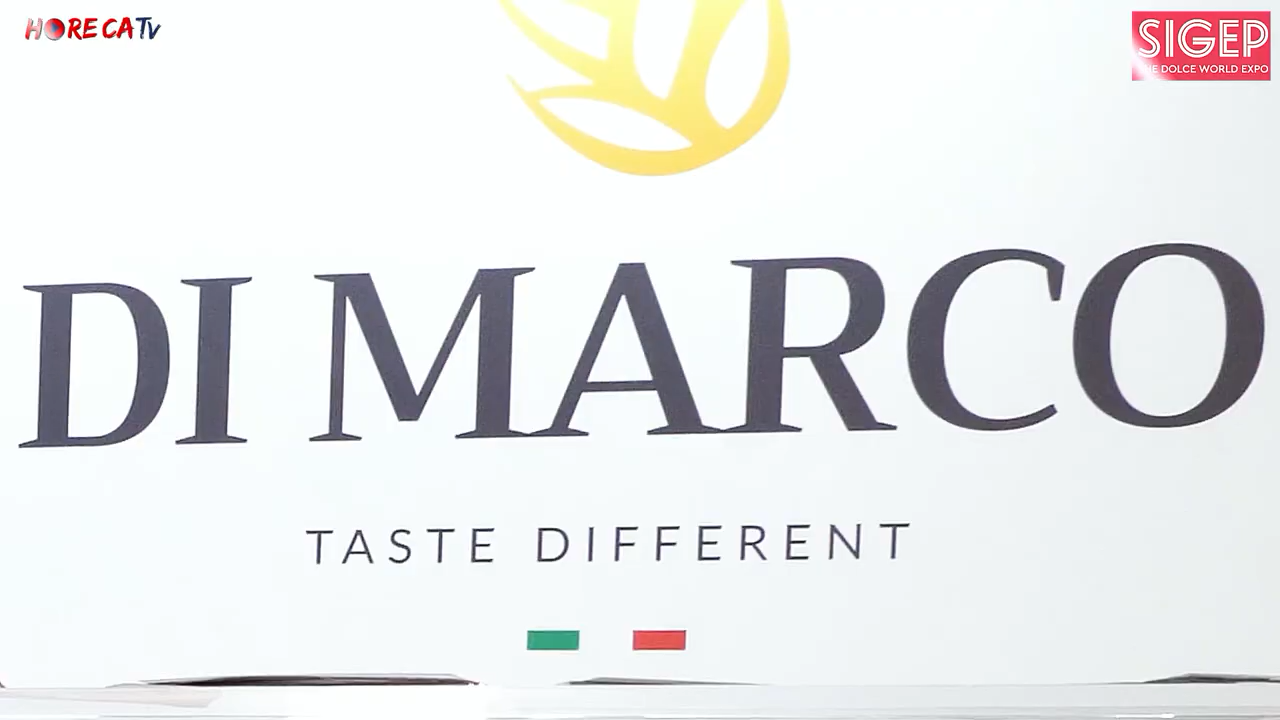 HORECATV
SIGEP
THE DOLCE WORLD EXPO
DI MARCO
TASTE DIFFERENT